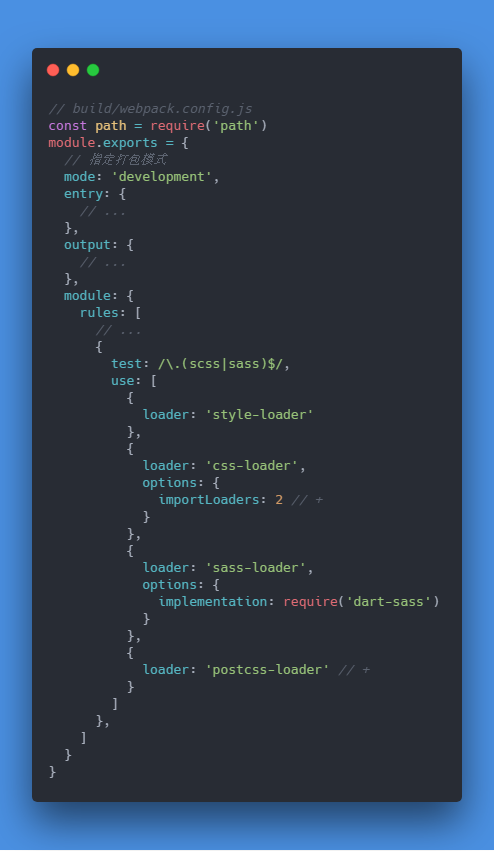 // build/webpack.config.js
const path = require('path')
module.exports = {
  // 指定打包模式
  mode: 'development',
  entry: {
    // ...
  },
  output: {
    // ...
  },
  module: {
    rules: [
      // ...
      {
        test: /\.(scss|sass)$/,
        use: [
          {
            loader: 'style-loader'
          },
          {
            loader: 'css-loader',
            options: {
              importLoaders: 2 // +
            }
          },
          {
            loader: 'sass-loader',
            options: {
              implementation: require('dart-sass')
            }
          },
          {
            loader: 'postcss-loader' // +
          }
        ]
      },
    ]
  }
}